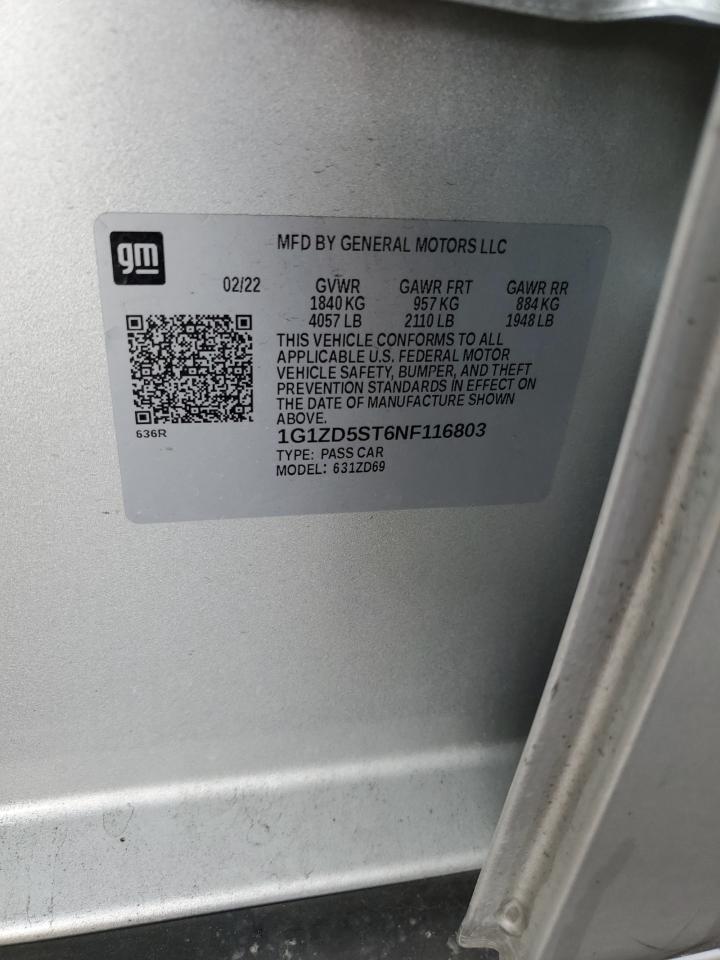 gm
MFD BY GENERAL MOTORS LLC
02/22 GVWR GAWR FRT GAWR RR
1840 KG 957 KG 884 KG
4057 LB 2110 LB 1948 LB
THIS VEHICLE CONFORMS TO ALL
APPLICABLE U.S. FEDERAL MOTOR
VEHICLE SAFETY, BUMPER, AND THEFT
PREVENTION STANDARDS IN EFFECT ON
THE DATE OF MANUFACTURE SHOWN
ABOVE.
636R
1G1ZD5ST6NF116803
TYPE: PASS CAR
MODEL: 631ZD69